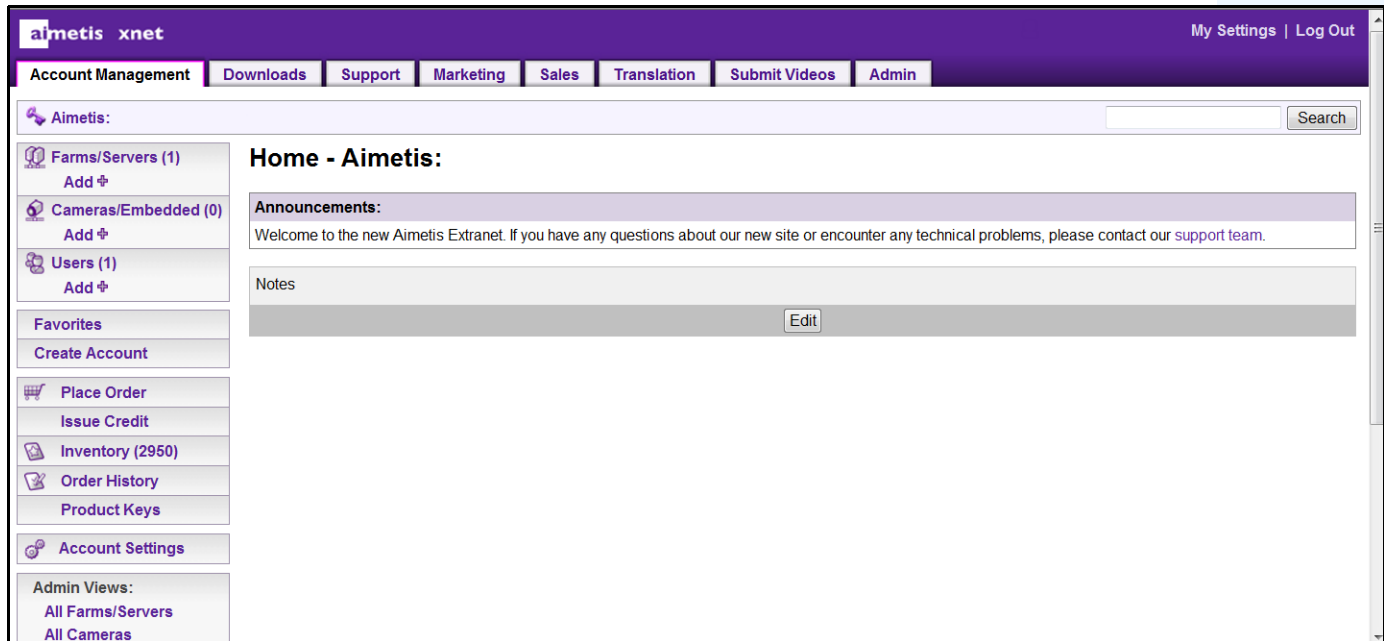 aimetis xnet
My Settings | Log Out
Account Management Downloads Support Marketing Sales Translation Submit Videos Admin
Aimetis:
Search
Farms/Servers (1)
Add
Cameras/Embedded (0)
Add
Users (1)
Add
Favorites
Create Account
Place Order
Issue Credit
Inventory (2950)
Order History
Product Keys
Account Settings
Admin Views:
All Farms/Servers
All Cameras
Home - Aimetis:
Announcements:
Welcome to the new Aimetis Extranet. If you have any questions about our new site or encounter any technical problems, please contact our support team.
Notes
Edit